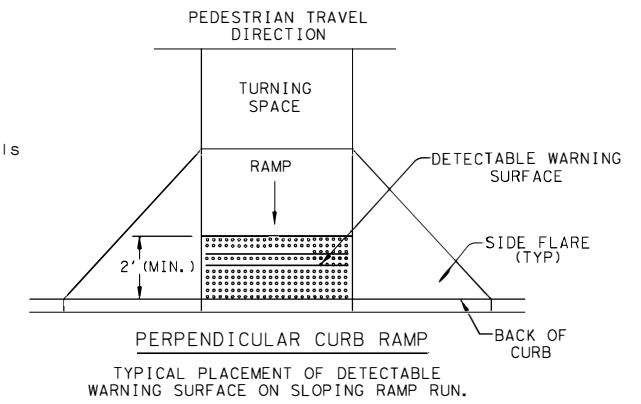 PEDESTRIAN TRAVEL
DIRECTION
TURNING
SPACE
ls
RAMP
DETECTABLE WARNING
SURFACE
SIDE FLARE
(TYP)
2' (MIN.)
BACK OF
CURB
PERPENDICULAR CURB RAMP
TYPICAL PLACEMENT OF DETECTABLE
WARNING SURFACE ON SLOPING RAMP RUN.